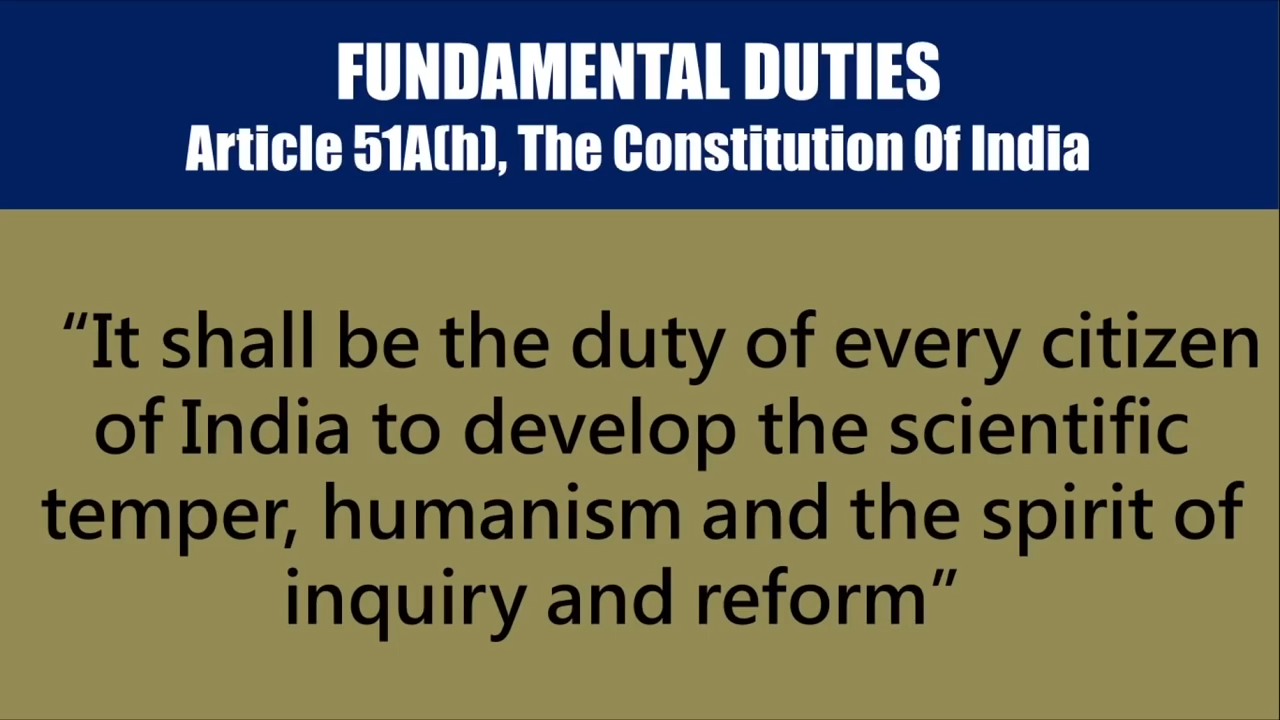 FUNDAMENTAL DUTIES
Article 51A(h), The Constitution Of India
“It shall be the duty of every citizen
of India to develop the scientific
temper, humanism and the spirit of
inquiry and reform”